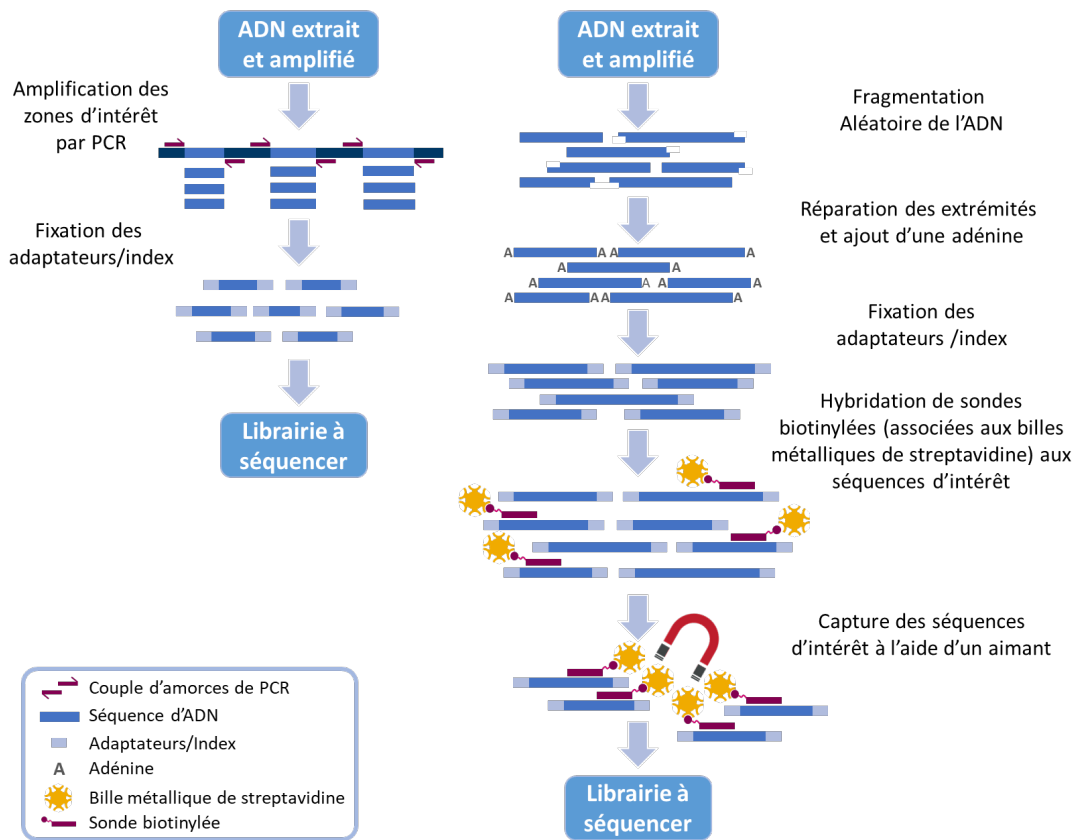 ADN extrait
et amplifié
Amplification des
zones d'intérêt
par PCR
Fixation des
adaptateurs/index
Librairie à
séquencer
ADN extrait
et amplifié
Fragmentation
Aléatoire de l'ADN
Réparation des extrémités
et ajout d'une adénine
A A A A
A A
A A A A
A A A A
Fixation des
adaptateurs /index
Hybridation de sondes
biotinylées (associées aux billes
métalliques de streptavidine) aux
séquences d'intérêt
Capture des séquences
d'intérêt à l'aide d'un aimant
Librairie à
séquencer
Couple d'amorces de PCR
Séquence d'ADN
Adaptateurs/Index
A Adénine
Bille métallique de streptavidine
Sonde biotinylée